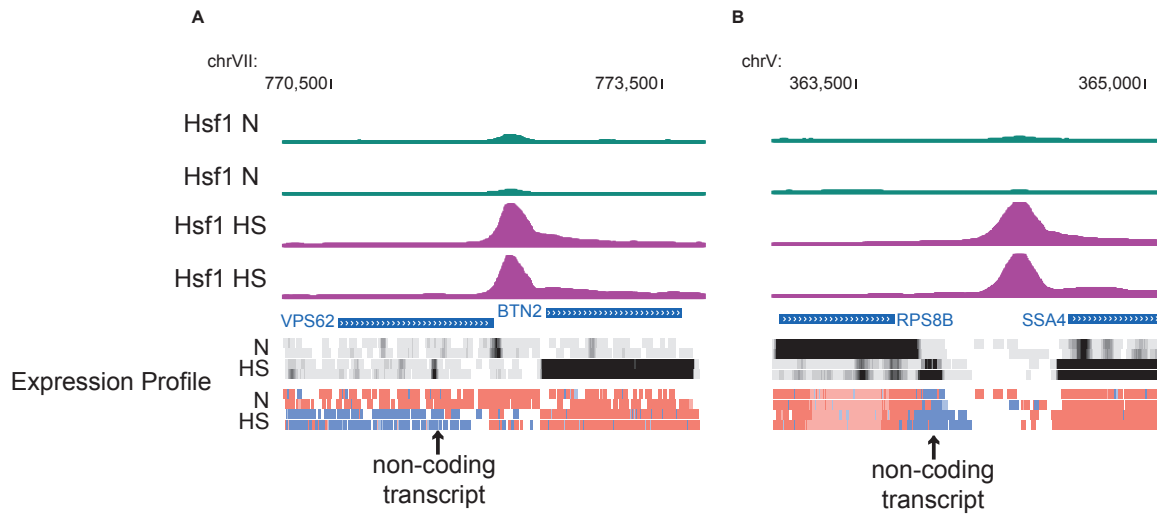 A
B
chrVII:
chrV:
770,500
773,500
363,500
365,000
Hsf1 N
Hsf1 N
Hsf1 HS
Hsf1 HS
VPS62
BTN2
RPS8B
SSA4
N
HS
Expression Profile
N
HS
non-coding
transcript
non-coding
transcript